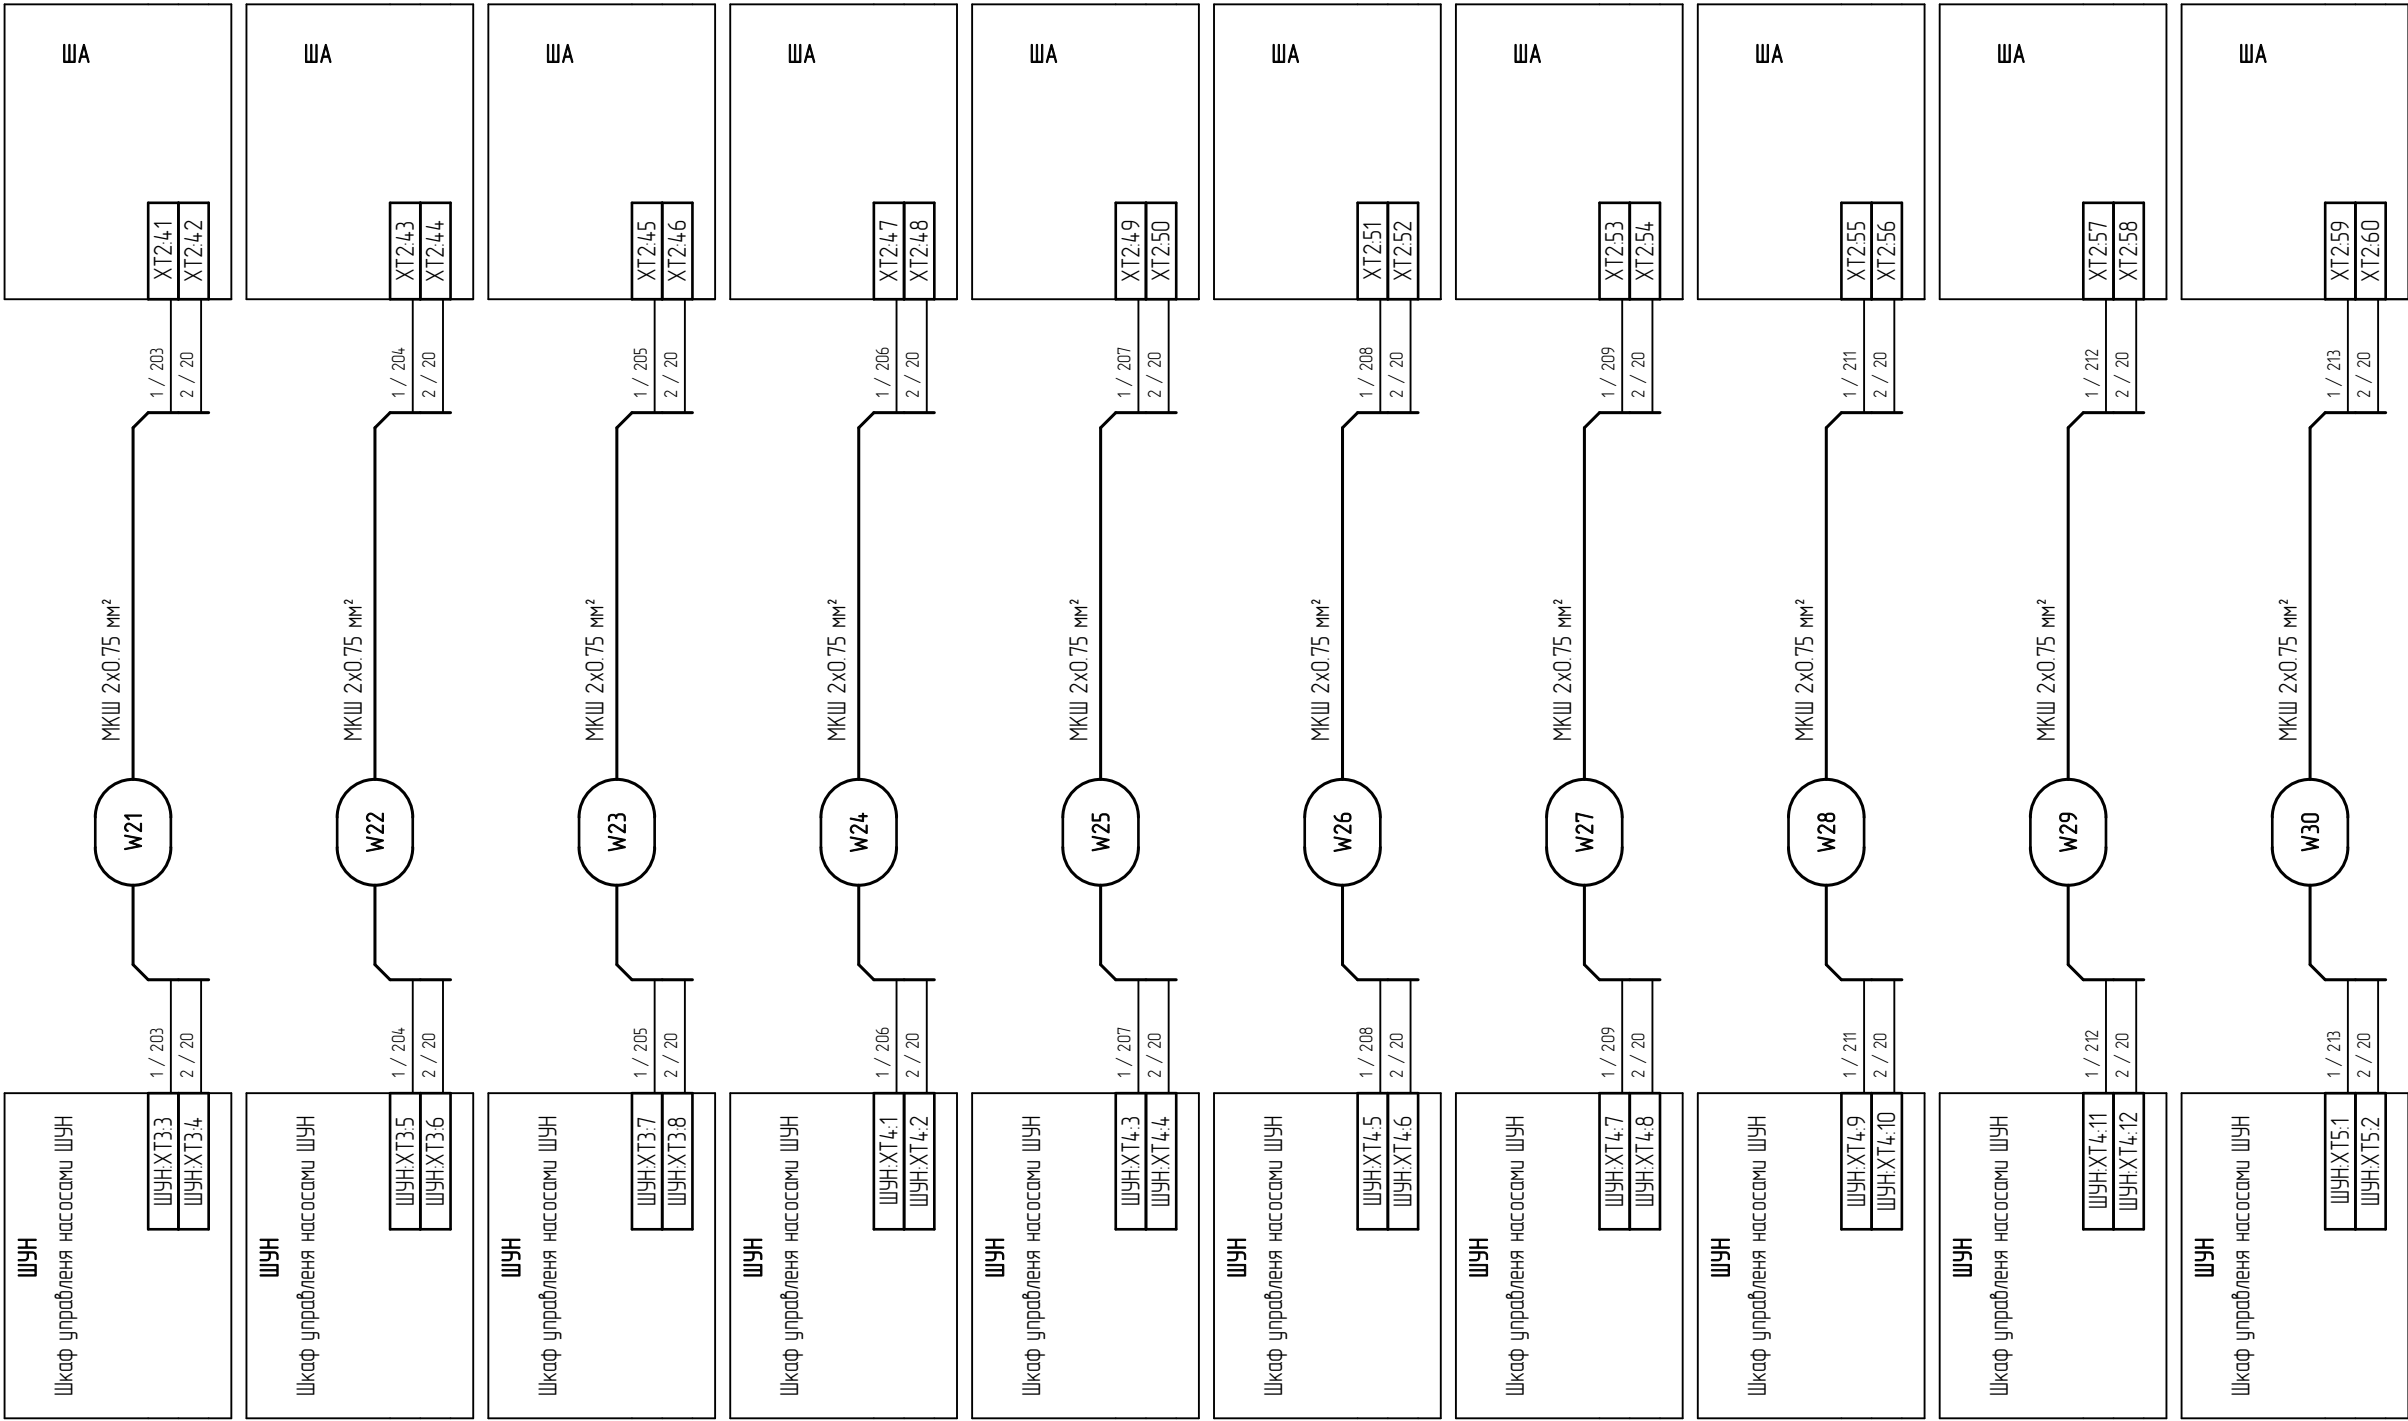 ШУН
Шкаф управленя насосами ШУН
ШУН:XT3:3
ШУН:XT3:4
1 / 203
2 / 20
W21
МКШ 2х0.75 мм²
1 / 203
2 / 20
XT2:41
XT2:42
ША
ШУН
Шкаф управленя насосами ШУН
ШУН:XT3:5
ШУН:XT3:6
1 / 204
2 / 20
W22
МКШ 2х0.75 мм²
1 / 204
2 / 20
XT2:43
XT2:44
ША
ШУН
Шкаф управленя насосами ШУН
ШУН:XT3:7
ШУН:XT3:8
1 / 205
2 / 20
W23
МКШ 2х0.75 мм²
1 / 205
2 / 20
XT2:45
XT2:46
ША
ШУН
Шкаф управленя насосами ШУН
ШУН:XT4:1
ШУН:XT4:2
1 / 206
2 / 20
W24
МКШ 2х0.75 мм²
1 / 206
2 / 20
XT2:47
XT2:48
ША
ШУН
Шкаф управленя насосами ШУН
ШУН:XT4:3
ШУН:XT4:4
1 / 207
2 / 20
W25
МКШ 2х0.75 мм²
1 / 207
2 / 20
XT2:49
XT2:50
ША
ШУН
Шкаф управленя насосами ШУН
ШУН:XT4:5
ШУН:XT4:6
1 / 208
2 / 20
W26
МКШ 2х0.75 мм²
1 / 208
2 / 20
XT2:51
XT2:52
ША
ШУН
Шкаф управленя насосами ШУН
ШУН:XT4:7
ШУН:XT4:8
1 / 209
2 / 20
W27
МКШ 2х0.75 мм²
1 / 209
2 / 20
XT2:53
XT2:54
ША
ШУН
Шкаф управленя насосами ШУН
ШУН:XT4:9
ШУН:XT4:10
1 / 211
2 / 20
W28
МКШ 2х0.75 мм²
1 / 211
2 / 20
XT2:55
XT2:56
ША
ШУН
Шкаф управленя насосами ШУН
ШУН:XT4:11
ШУН:XT4:12
1 / 212
2 / 20
W29
МКШ 2х0.75 мм²
1 / 212
2 / 20
XT2:57
XT2:58
ША
ШУН
Шкаф управленя насосами ШУН
ШУН:XT5:1
ШУН:XT5:2
1 / 213
2 / 20
W30
МКШ 2х0.75 мм²
1 / 213
2 / 20
XT2:59
XT2:60
ША